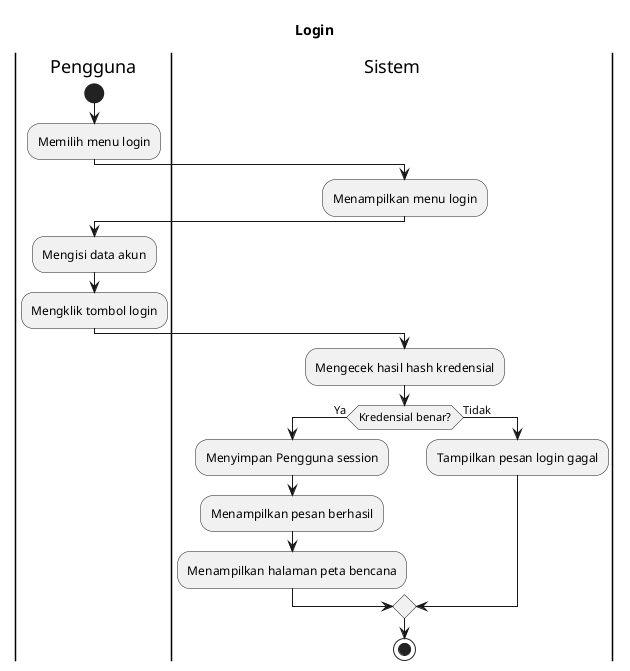 Login
Pengguna
Sistem
Memilih menu login
Menampilkan menu login
Mengisi data akun
Mengklik tombol login
Mengecek hasil hash kredensial
Ya
Kredensial benar?
Tidak
Menyimpan Pengguna session
Tampilkan pesan login gagal
Menampilkan pesan berhasil
Menampilkan halaman peta bencana